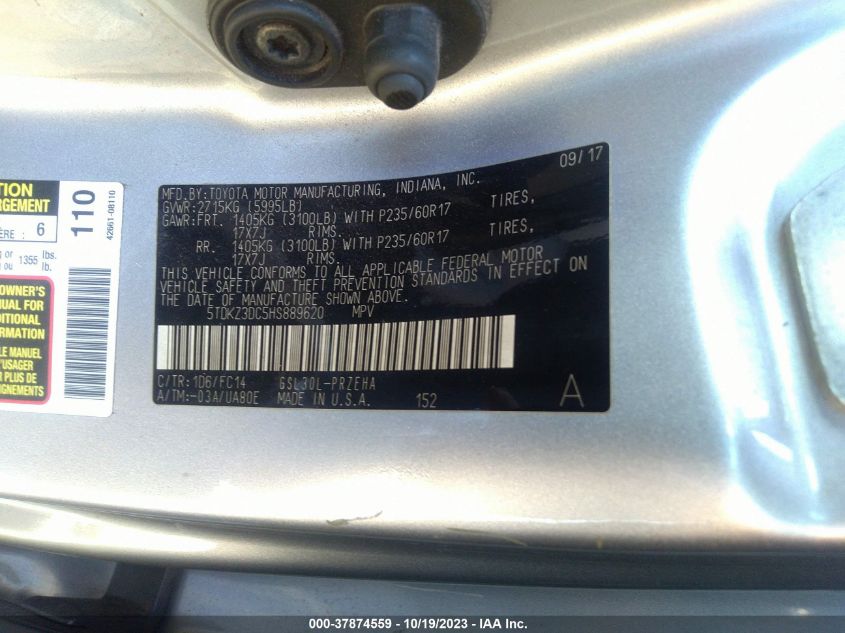 09/17
MFD.BY:TOYOTA MOTOR MANUFACTURING, INDIANA, INC.
GVWR:2715KG (5995LB)
GAWR:FRT. 1405KG (3100LB) WITH P235/60R17 TIRES,
17X7J RIMS.
RR. 1405KG (3100LB) WITH P235/60R17 TIRES,
17X7J RIMS.
THIS VEHICLE CONFORMS TO ALL APPLICABLE FEDERAL MOTOR
VEHICLE SAFETY AND THEFT PREVENTION STANDARDS IN EFFECT ON
THE DATE OF MANUFACTURE SHOWN ABOVE.
5TDKZ3DC5HS889620 MPV
C/TR:1D6/FC14 GSL30L-PRZEHA
A/TM:-03A/UA80E MADE IN U.S.A. 152 A
110
42661-08110
: 6
1355 lbs.
ou lb.
OWNER'S
MANUAL FOR
MANUEL
000-37874559 - 10/19/2023 - IAA Inc.